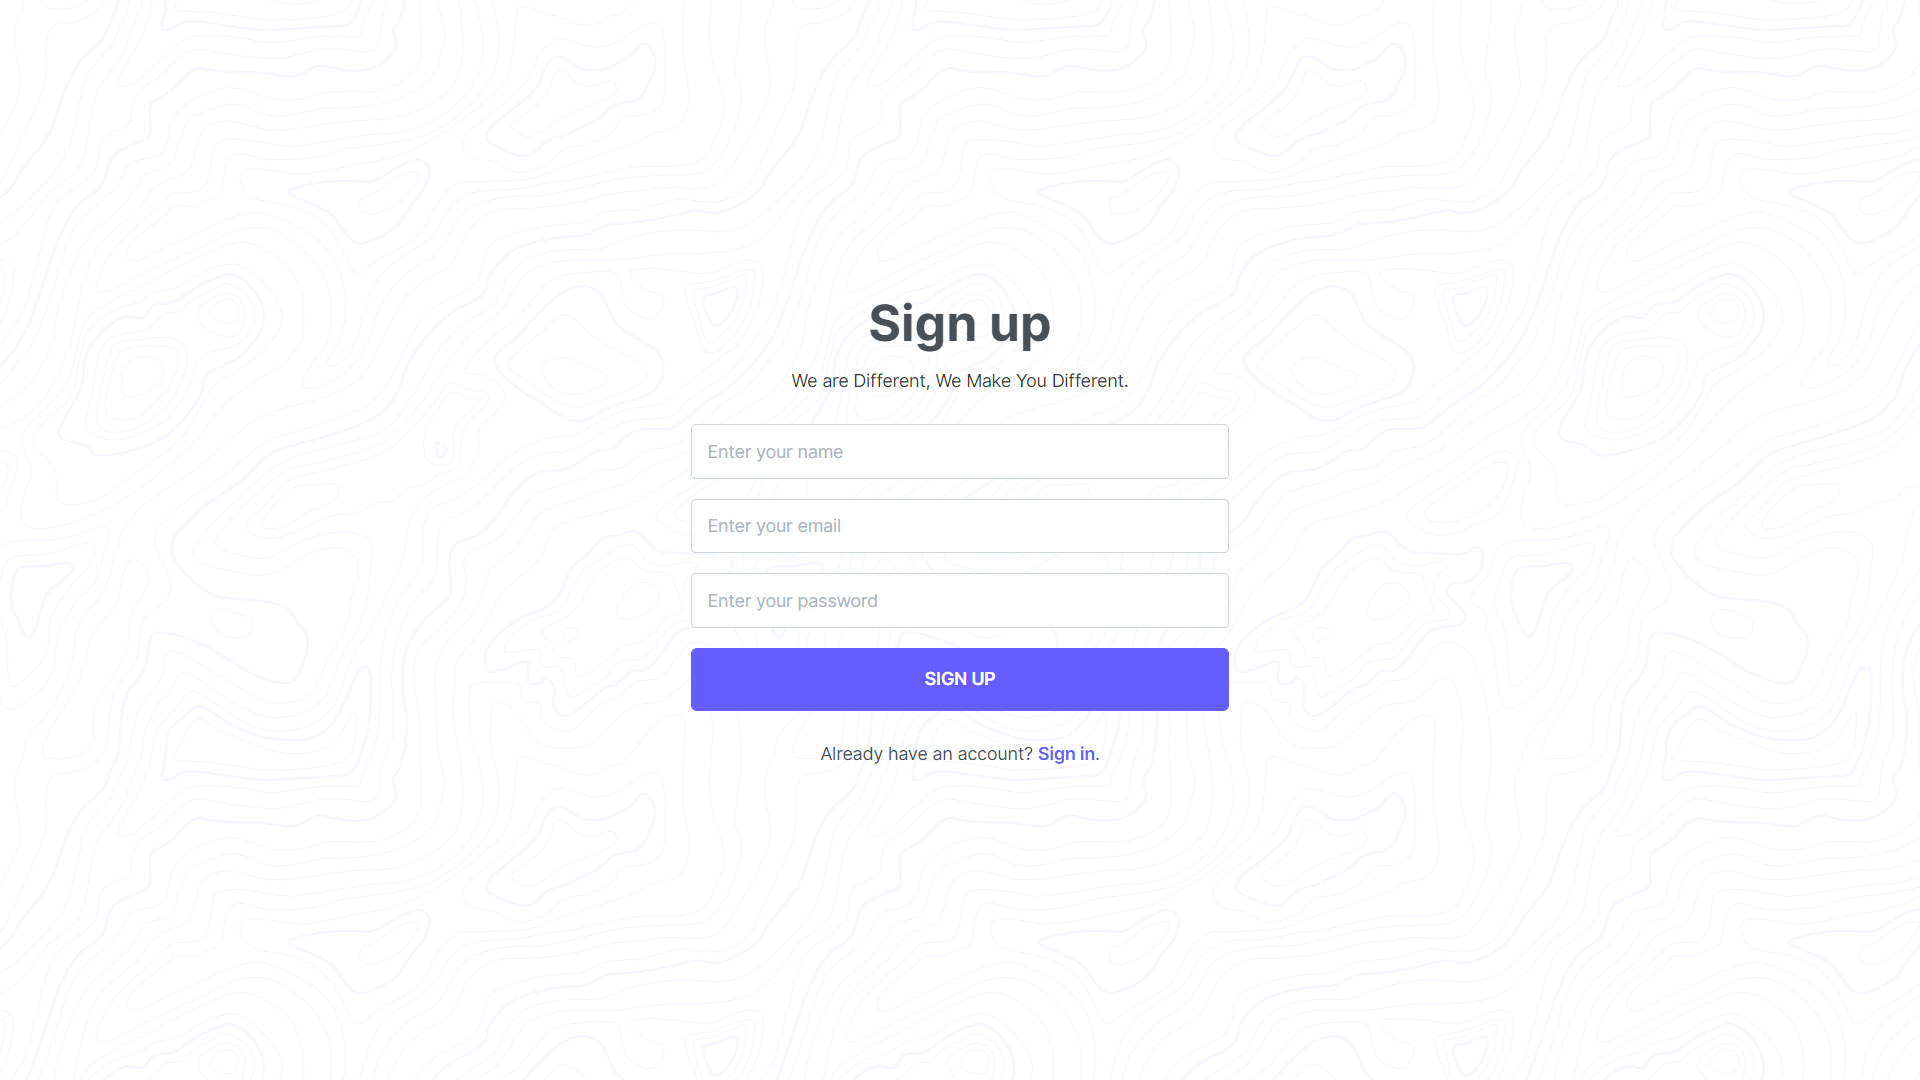 Sign up
We are Different, We Make You Different.
Enter your name
Enter your email
Enter your password
SIGN UP
Already have an account? Sign in.